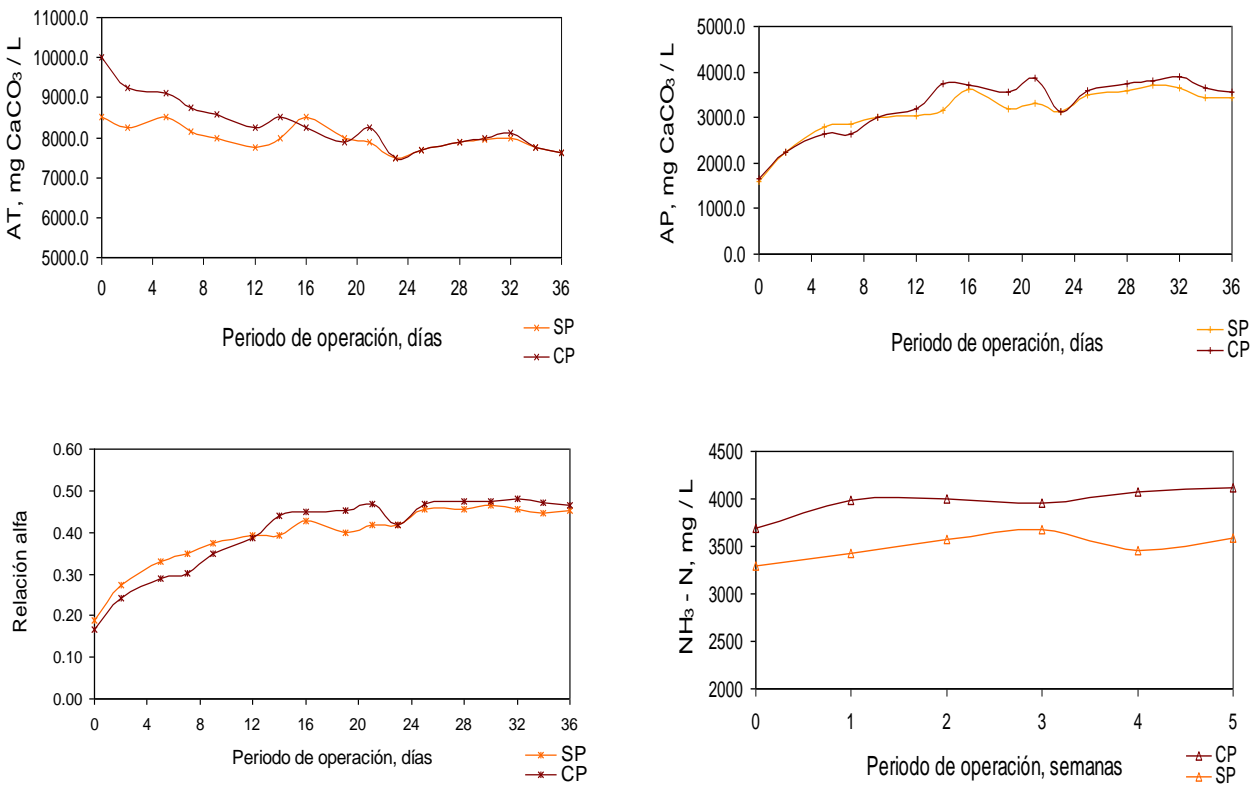 11000.0
10000.0
9000.0
8000.0
7000.0
6000.0
5000.0
AT, mg CaCO₃ / L
0 4 8 12 16 20 24 28 32 36
Periodo de operación, días
SP
CP
5000.0
4000.0
3000.0
2000.0
1000.0
0.0
AP, mg CaCO₃ / L
0 4 8 12 16 20 24 28 32 36
Periodo de operación, días
SP
CP
0.60
0.50
0.40
0.30
0.20
0.10
0.00
Relación alfa
0 4 8 12 16 20 24 28 32 36
Periodo de operación, días
SP
CP
4500
4000
3500
3000
2500
2000
NH₃ - N, mg / L
0 1 2 3 4 5
Periodo de operación, semanas
CP
SP